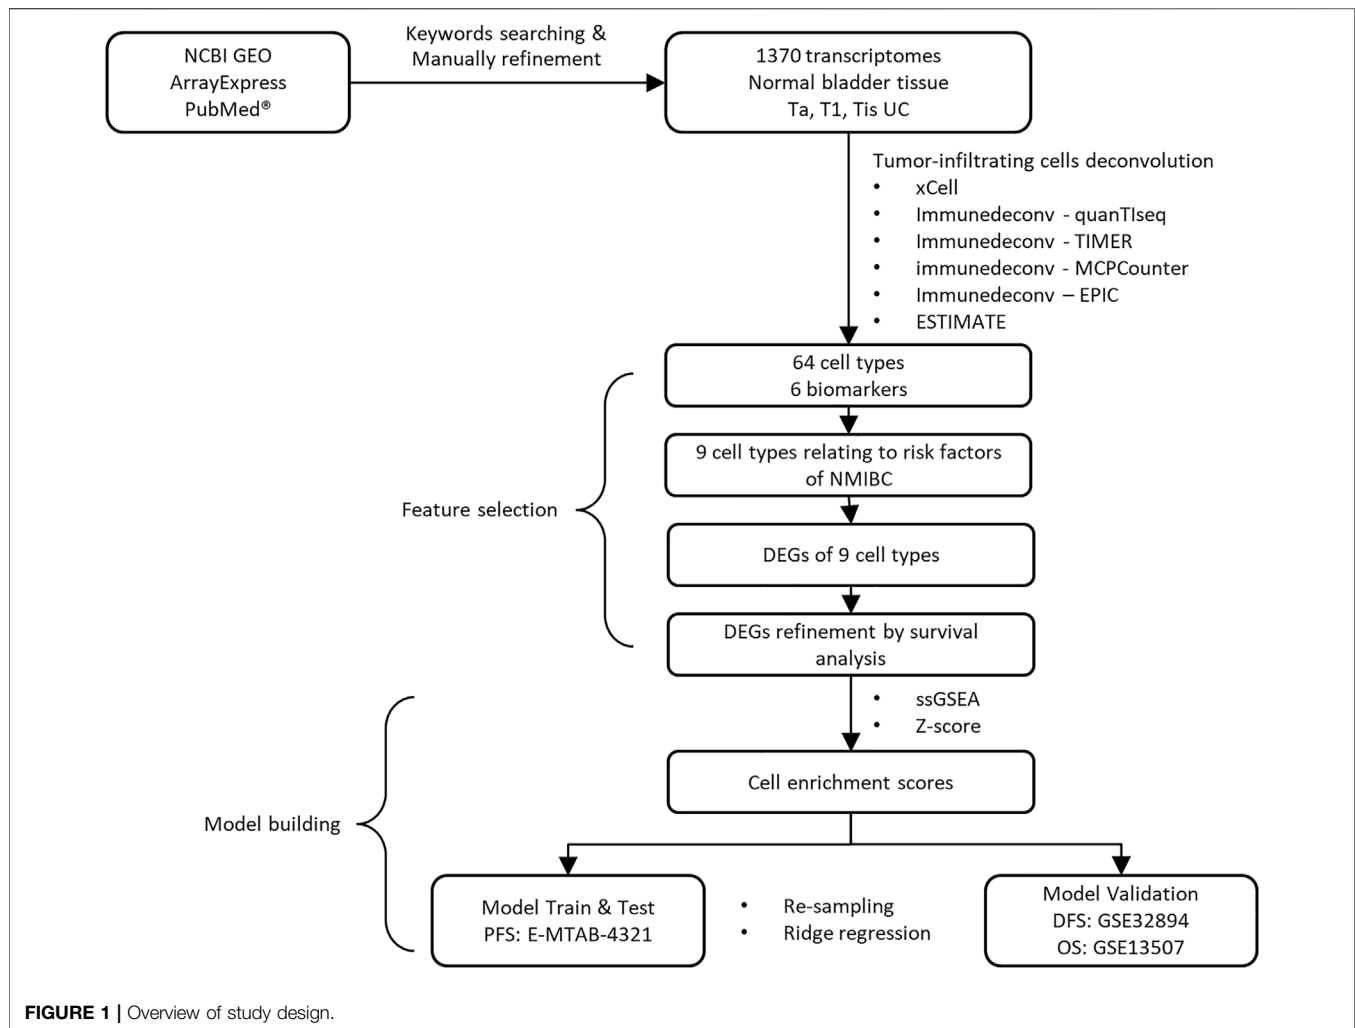 NCBI GEO
ArrayExpress
PubMed®
Keywords searching &
Manually refinement
1370 transcriptomes
Normal bladder tissue
Ta, T1, Tis UC
Tumor-infiltrating cells deconvolution
• xCell
• Immunedeconv - quanTIseq
• Immunedeconv - TIMER
• immunedeconv - MCPCounter
• Immunedeconv – EPIC
• ESTIMATE
64 cell types
6 biomarkers
9 cell types relating to risk factors
of NMIBC
Feature selection
DEGs of 9 cell types
DEGs refinement by survival
analysis
• ssGSEA
• Z-score
Cell enrichment scores
Model building
Model Train & Test
PFS: E-MTAB-4321
• Re-sampling
• Ridge regression
Model Validation
DFS: GSE32894
OS: GSE13507
FIGURE 1 | Overview of study design.